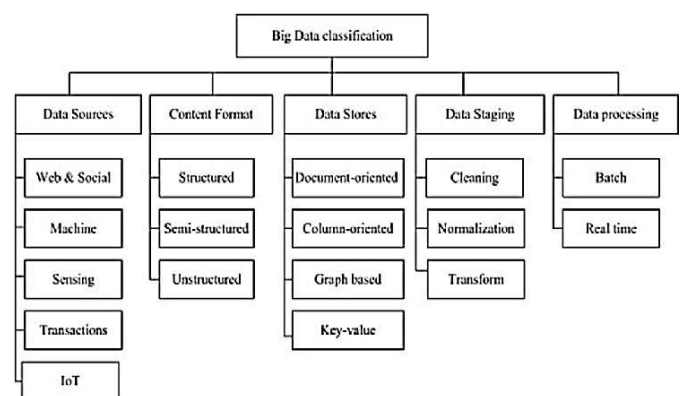 Big Data classification
Data Sources
Content Format
Data Stores
Data Staging
Data processing
Web & Social
Structured
Document-oriented
Cleaning
Batch
Machine
Semi-structured
Column-oriented
Normalization
Real time
Sensing
Unstructured
Graph based
Transform
Transactions
Key-value
IoT